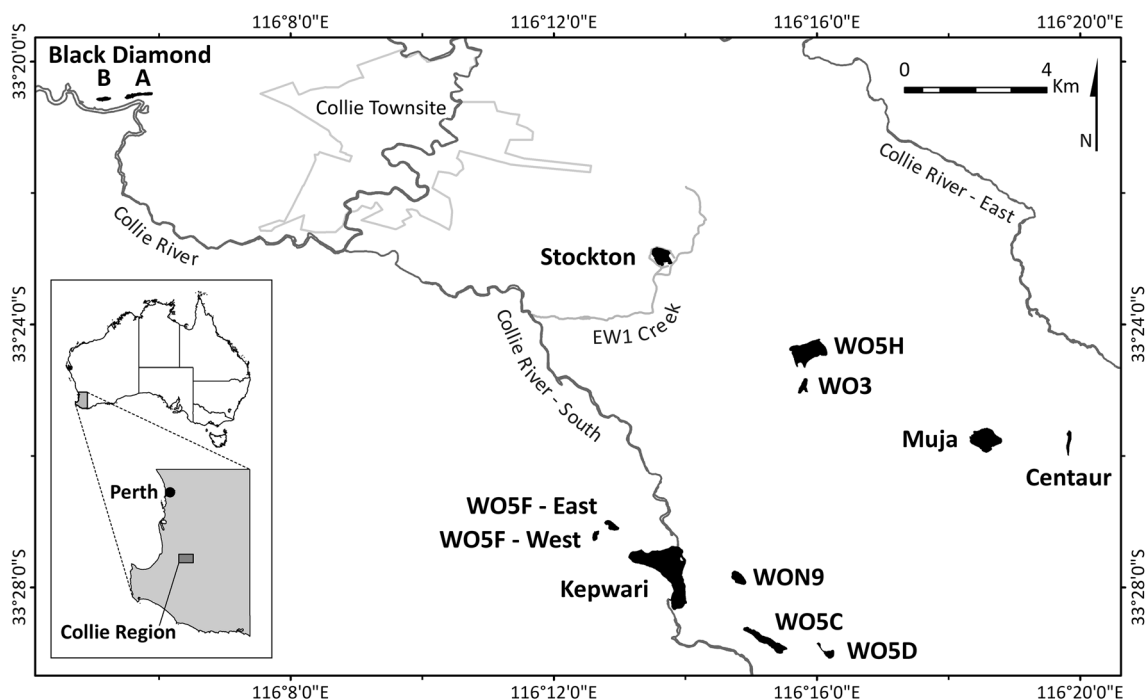 116°8'0"E
116°12'0"E
116°16'0"E
116°20'0"E
33°20'0"S
Black Diamond
B
A
Collie Townsite
0
4
Km
N
Collie River - East
Collie River
Stockton
EW1 Creek
33°24'0"S
33°24'0"S
Collie River - South
WO5H
WO3
Muja
Centaur
Perth
Collie Region
WO5F - East
WO5F - West
Kepwari
WON9
WO5C
WO5D
33°28'0"S
33°28'0"S
33°20'0"S
116°8'0"E
116°12'0"E
116°16'0"E
116°20'0"E